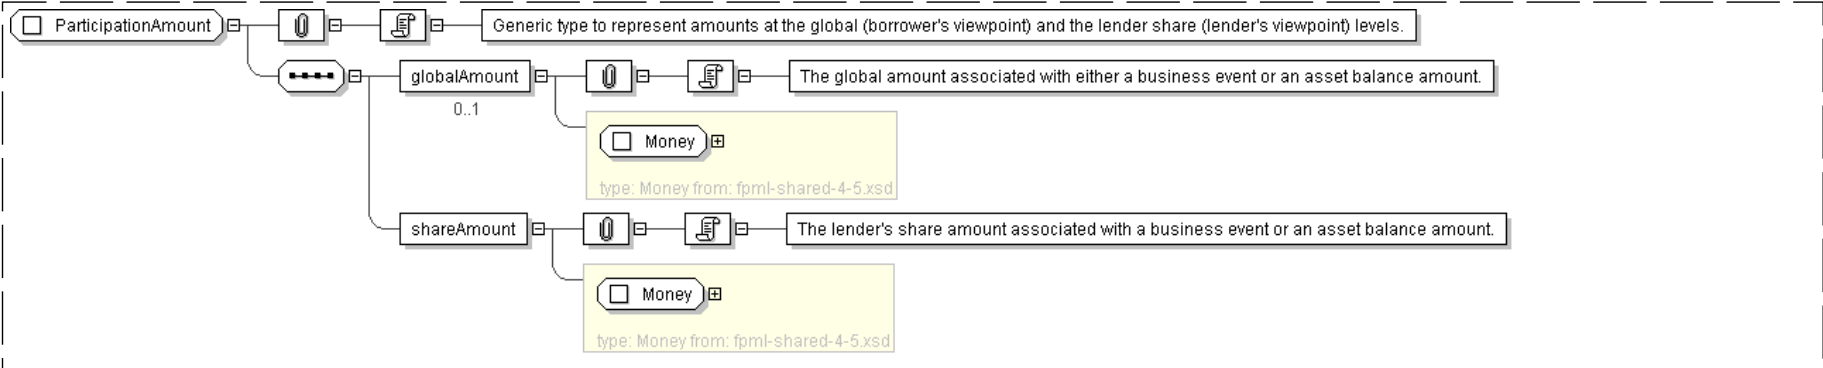 ParticipationAmount
Generic type to represent amounts at the global (borrower's viewpoint) and the lender share (lender's viewpoint) levels.
globalAmount
The global amount associated with either a business event or an asset balance amount.
0..1
Money
type: Money from: fpml-shared-4-5.xsd
shareAmount
The lender's share amount associated with a business event or an asset balance amount.
Money
type: Money from: fpml-shared-4-5.xsd